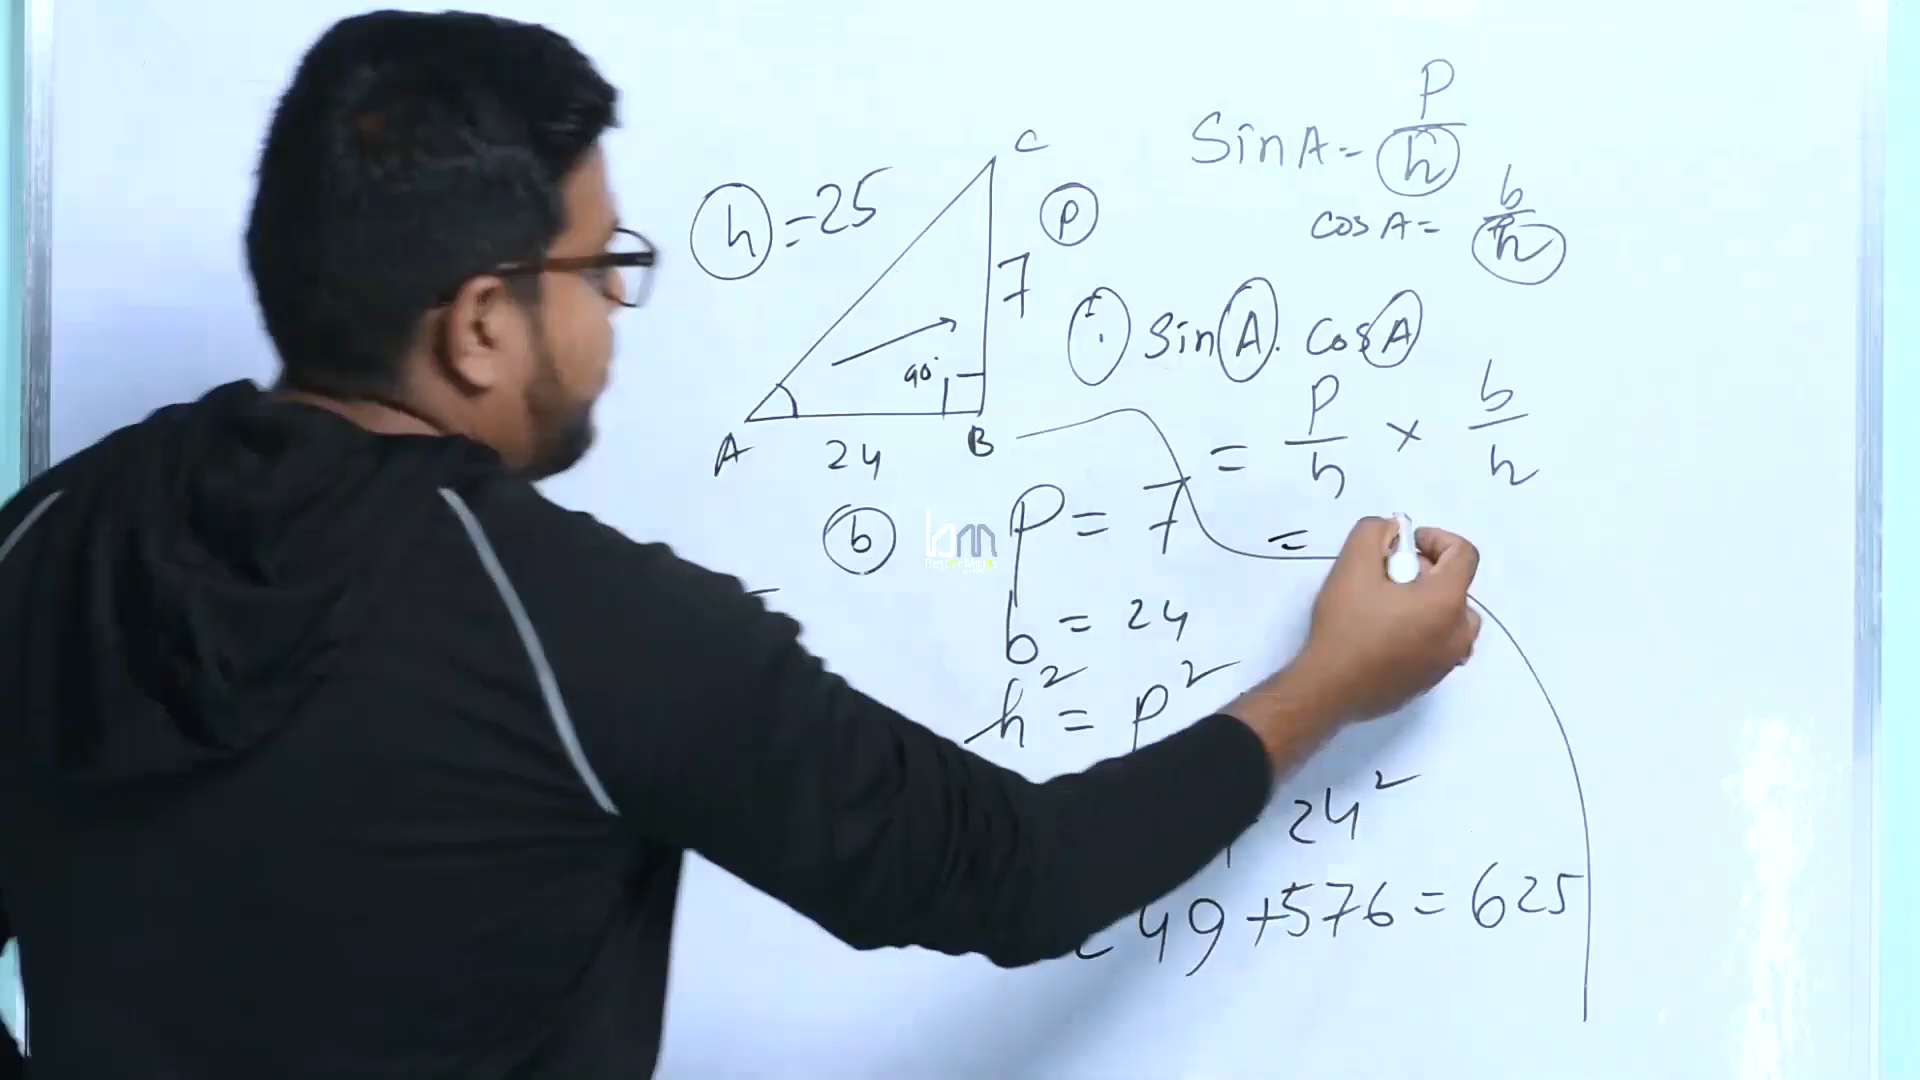 C
Sin A = P/h
h = 25
P
cos A = b/h
7
i. Sin A. cos A
90°
A
24
B
= P/h × b/h
b
P = 7
=
b = 24
h² = p²
24²
= 49 + 576 = 625